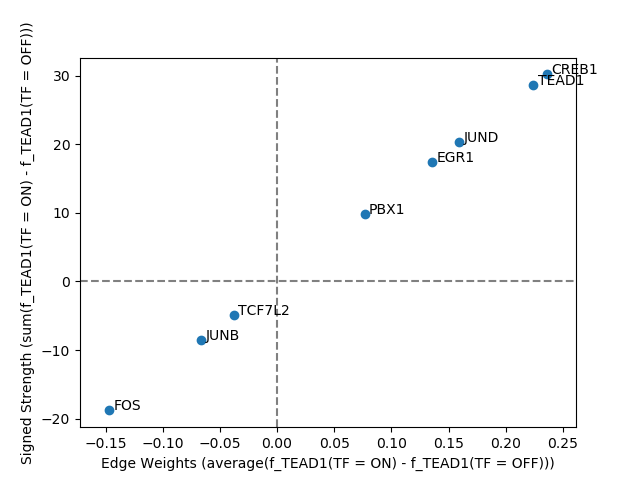 Signed Strength (sum(f_TEAD1(TF = ON) - f_TEAD1(TF = OFF)))
30
20
10
0
−10
−20
CREB1
TEAD1
JUND
EGR1
PBX1
TCF7L2
JUNB
FOS
−0.15 −0.10 −0.05 0.00 0.05 0.10 0.15 0.20 0.25
Edge Weights (average(f_TEAD1(TF = ON) - f_TEAD1(TF = OFF)))